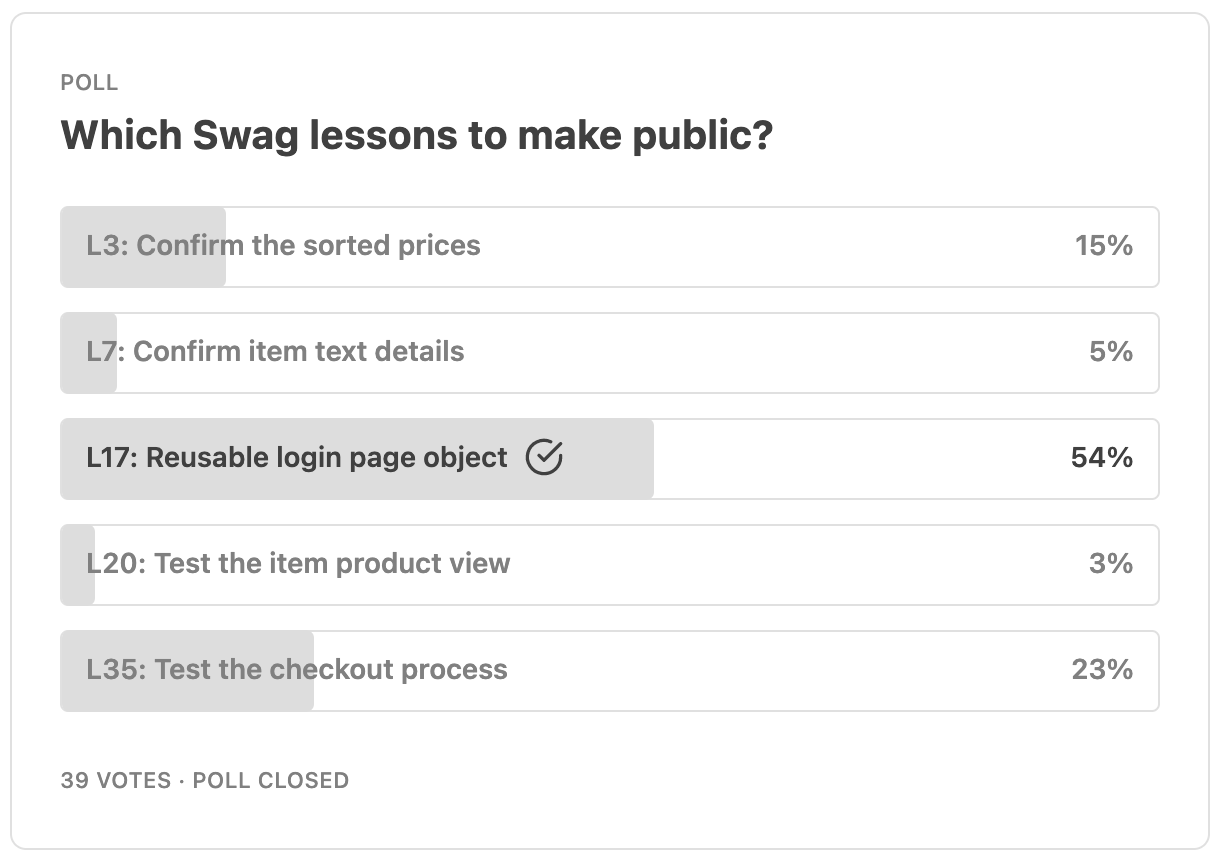 POLL
Which Swag lessons to make public?
L3: Confirm the sorted prices 15%
L7: Confirm item text details 5%
L17: Reusable login page object 54%
L20: Test the item product view 3%
L35: Test the checkout process 23%
39 VOTES · POLL CLOSED